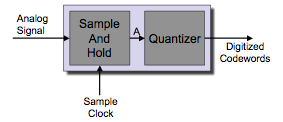 Analog
Signal
Sample
And
Hold
A
Quantizer
Digitized
Codewords
Sample
Clock